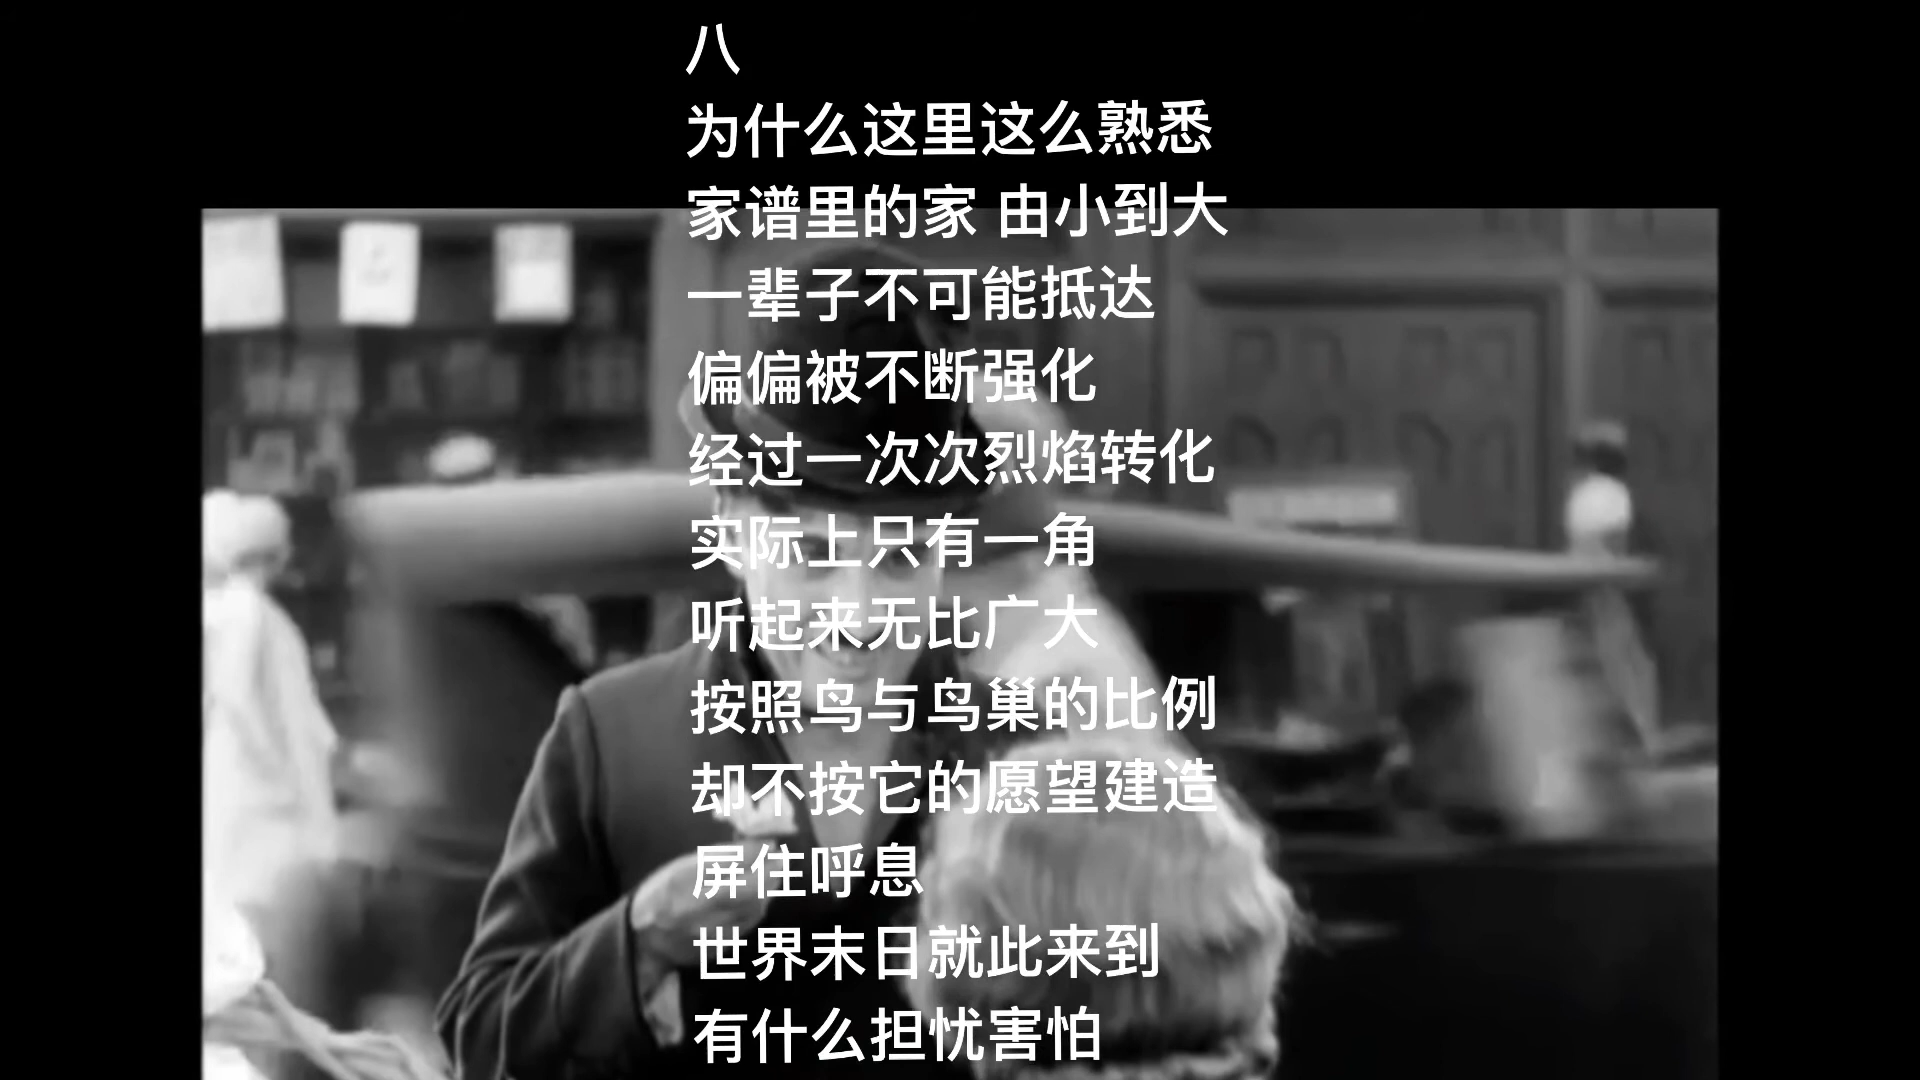 八
为什么这里这么熟悉
家谱里的家 由小到大
一辈子不可能抵达
偏偏被不断强化
经过一次次烈焰转化
实际上只有一角
听起来无比广大
按照鸟与鸟巢的比例
却不按它的愿望建造
屏住呼息
世界末日就此来到
有什么担忧害怕